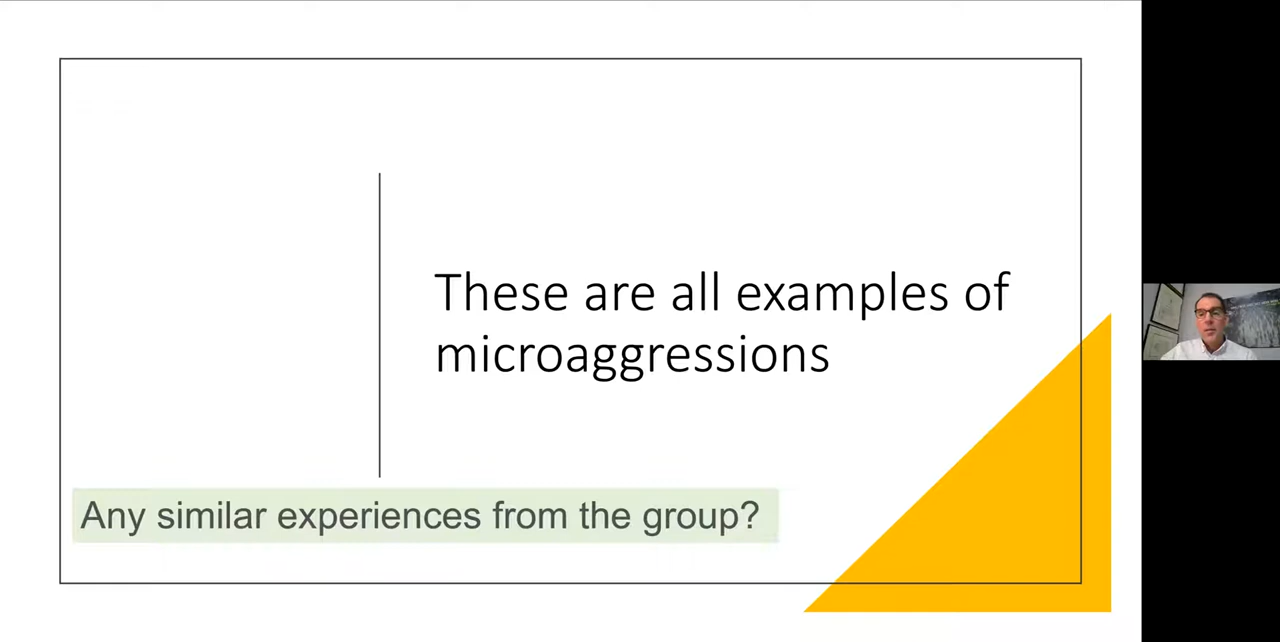 These are all examples of
microaggressions
Any similar experiences from the group?